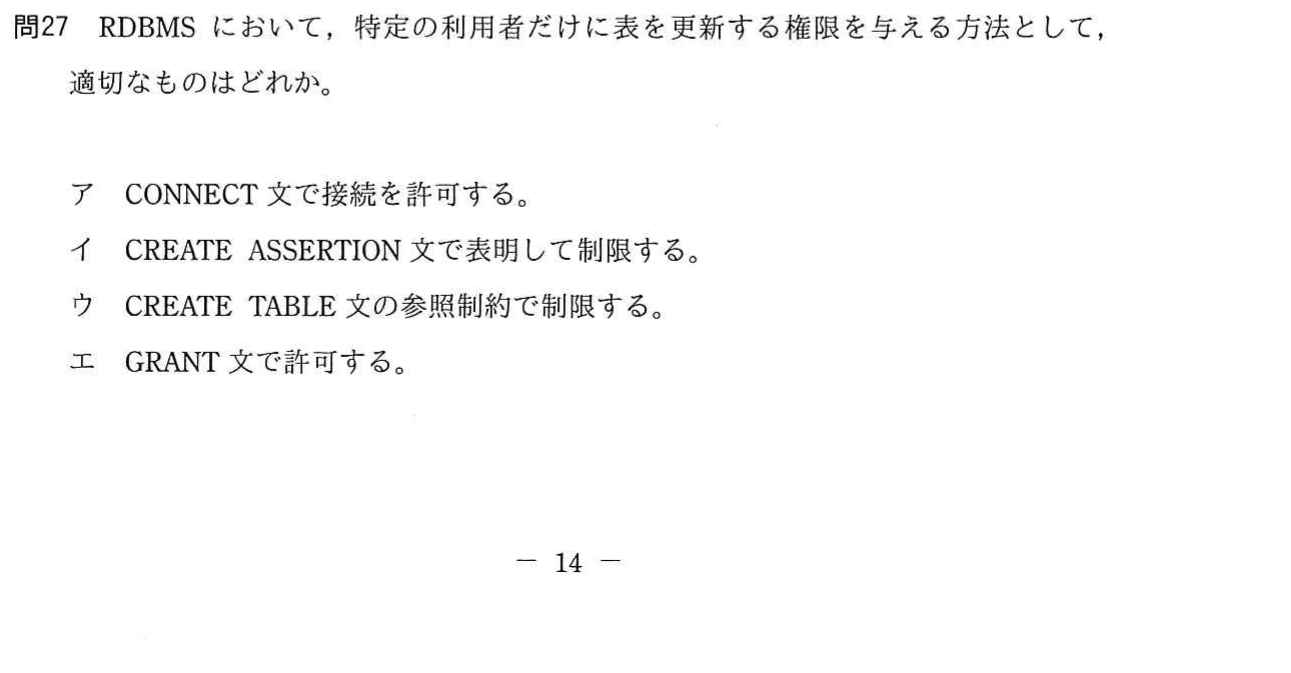 問27 RDBMS において，特定の利用者だけに表を更新する権限を与える方法として，
適切なものはどれか。
ア CONNECT 文で接続を許可する。
イ CREATE ASSERTION 文で表明して制限する。
ウ CREATE TABLE 文の参照制約で制限する。
エ GRANT 文で許可する。
－ 14 －